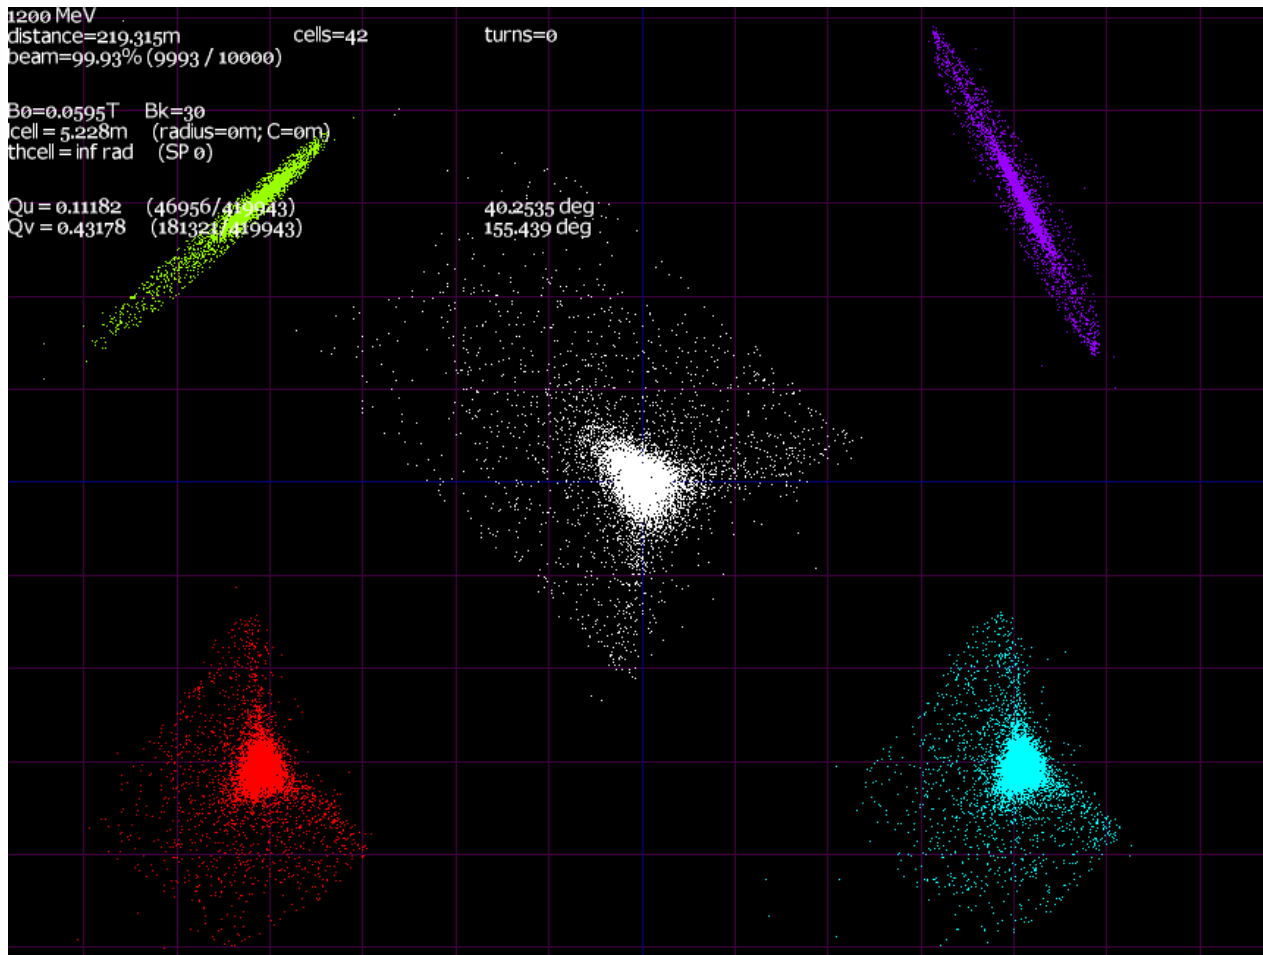 1200 MeV
distance=219.315m cells=42 turns=0
beam=99.93% (9993 / 10000)
B0=0.0595T Bk=30
lcell = 5.228m (radius=0m; C=0m)
thcell = inf rad (SP 0)
Qu = 0.11182 (46956/419943) 40.2535 deg
Qv = 0.43178 (181321/419943) 155.439 deg